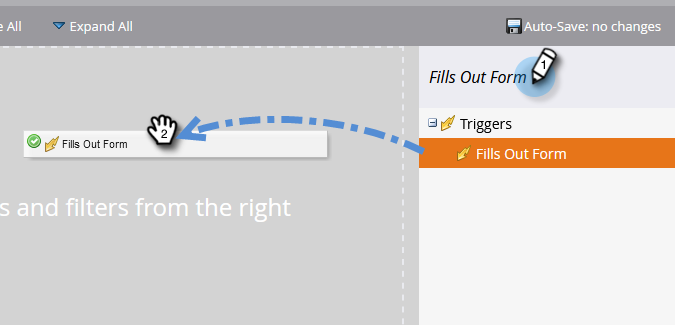 e All
Expand All
Auto-Save: no changes
Fills Out Form
1
Triggers
2
Fills Out Form
Fills Out Form
s and filters from the right